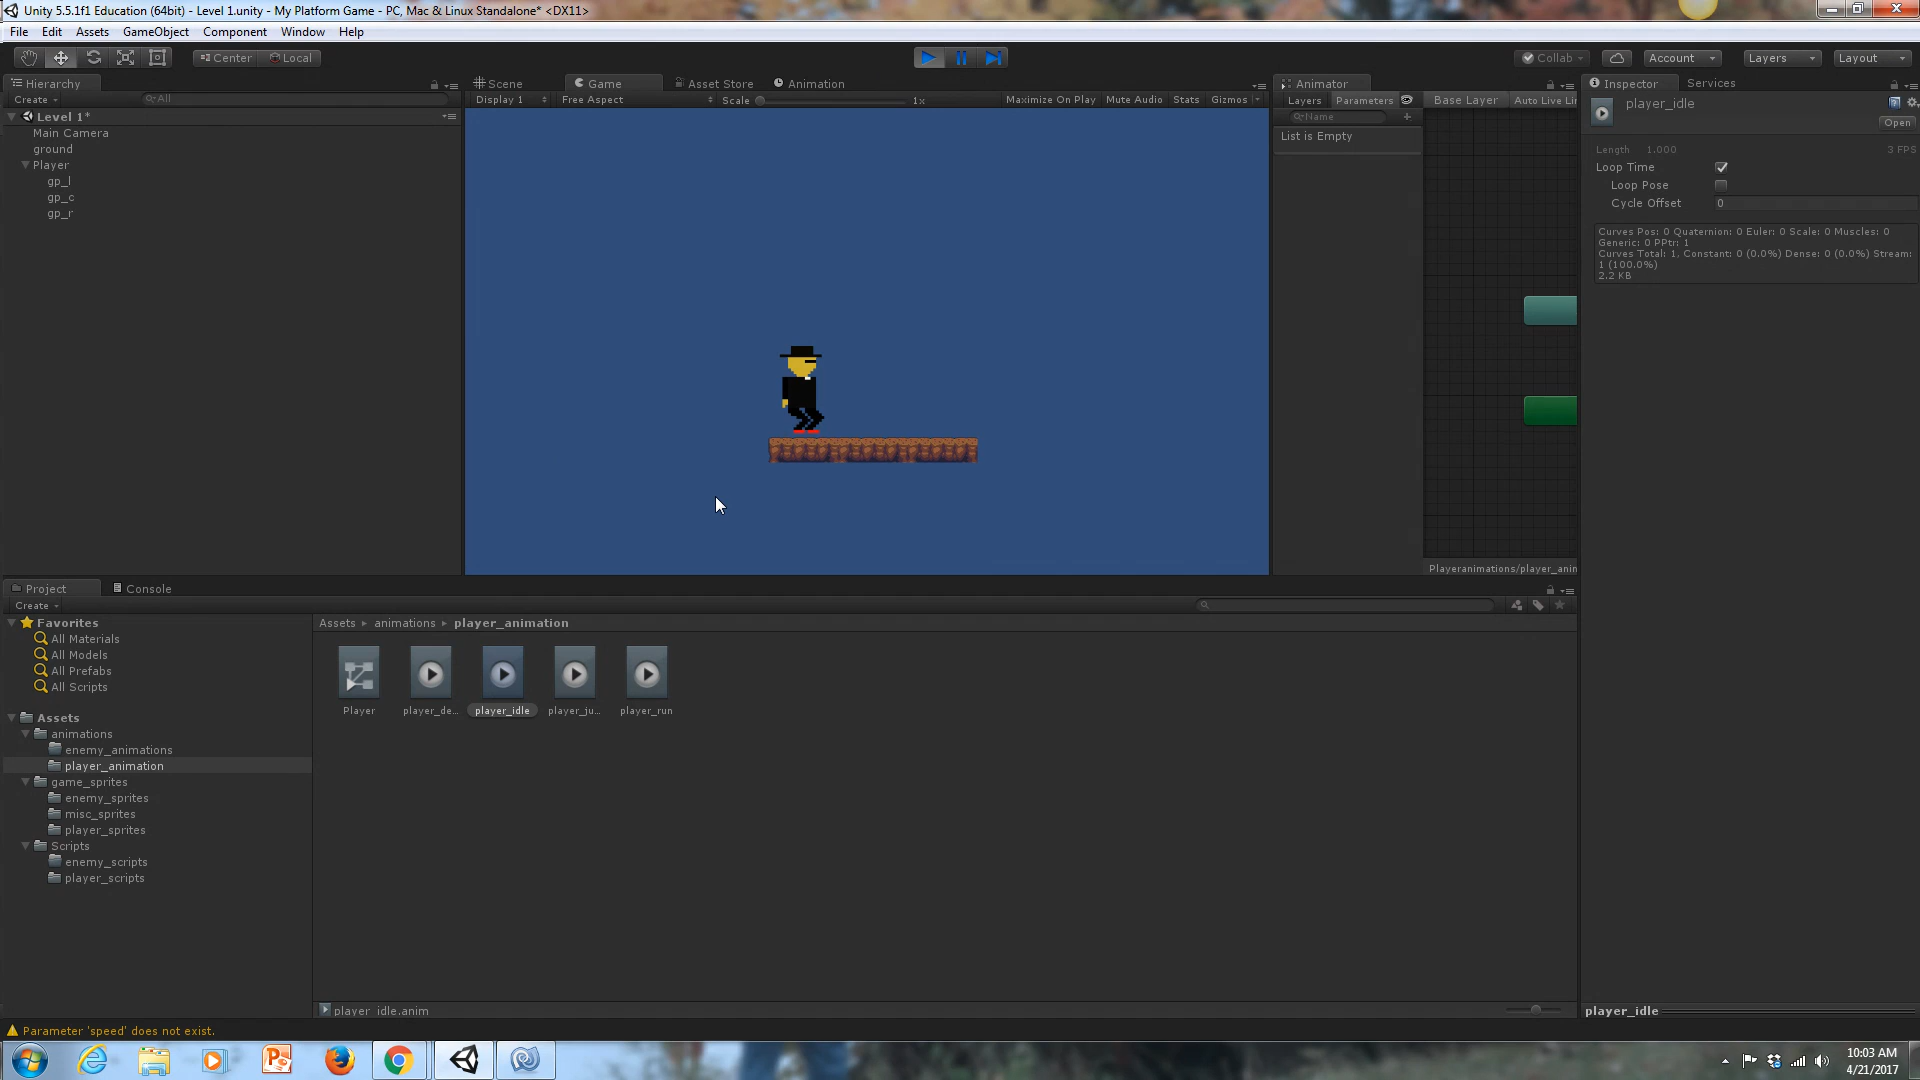 Unity 5.5.1f1 Education (64bit) - Level 1.unity - My Platform Game - PC, Mac & Linux Standalone* <DX11>
File Edit Assets GameObject Component Window Help
Center Local Collab Account Layers Layout
Hierarchy
Create All
Level 1*
Main Camera
ground
Player
gp_l
gp_c
gp_r
Scene Game Asset Store Animation
Display 1 Free Aspect Scale 1x Maximize On Play Mute Audio Stats Gizmos
Animator
Layers Parameters Base Layer Auto Live Lin
Name
List is Empty
Playeranimations/player_anin
Inspector Services
player_idle
Open
Length 1.000 3 FPS
Loop Time
Loop Pose
Cycle Offset 0
Curves Pos: 0 Quaternion: 0 Euler: 0 Scale: 0 Muscles: 0
Generic: 0 PPtr: 1
Curves Total: 1, Constant: 0 (0.0%) Dense: 0 (0.0%) Stream:
1 (100.0%)
2.2 KB
Project Console
Create
Favorites
All Materials
All Models
All Prefabs
All Scripts
Assets
animations
enemy_animations
player_animation
game_sprites
enemy_sprites
misc_sprites
player_sprites
Scripts
enemy_scripts
player_scripts
Assets animations player_animation
Player player_de... player_idle player_ju... player_run
player_idle.anim
player_idle
Parameter 'speed' does not exist.
10:03 AM
4/21/2017